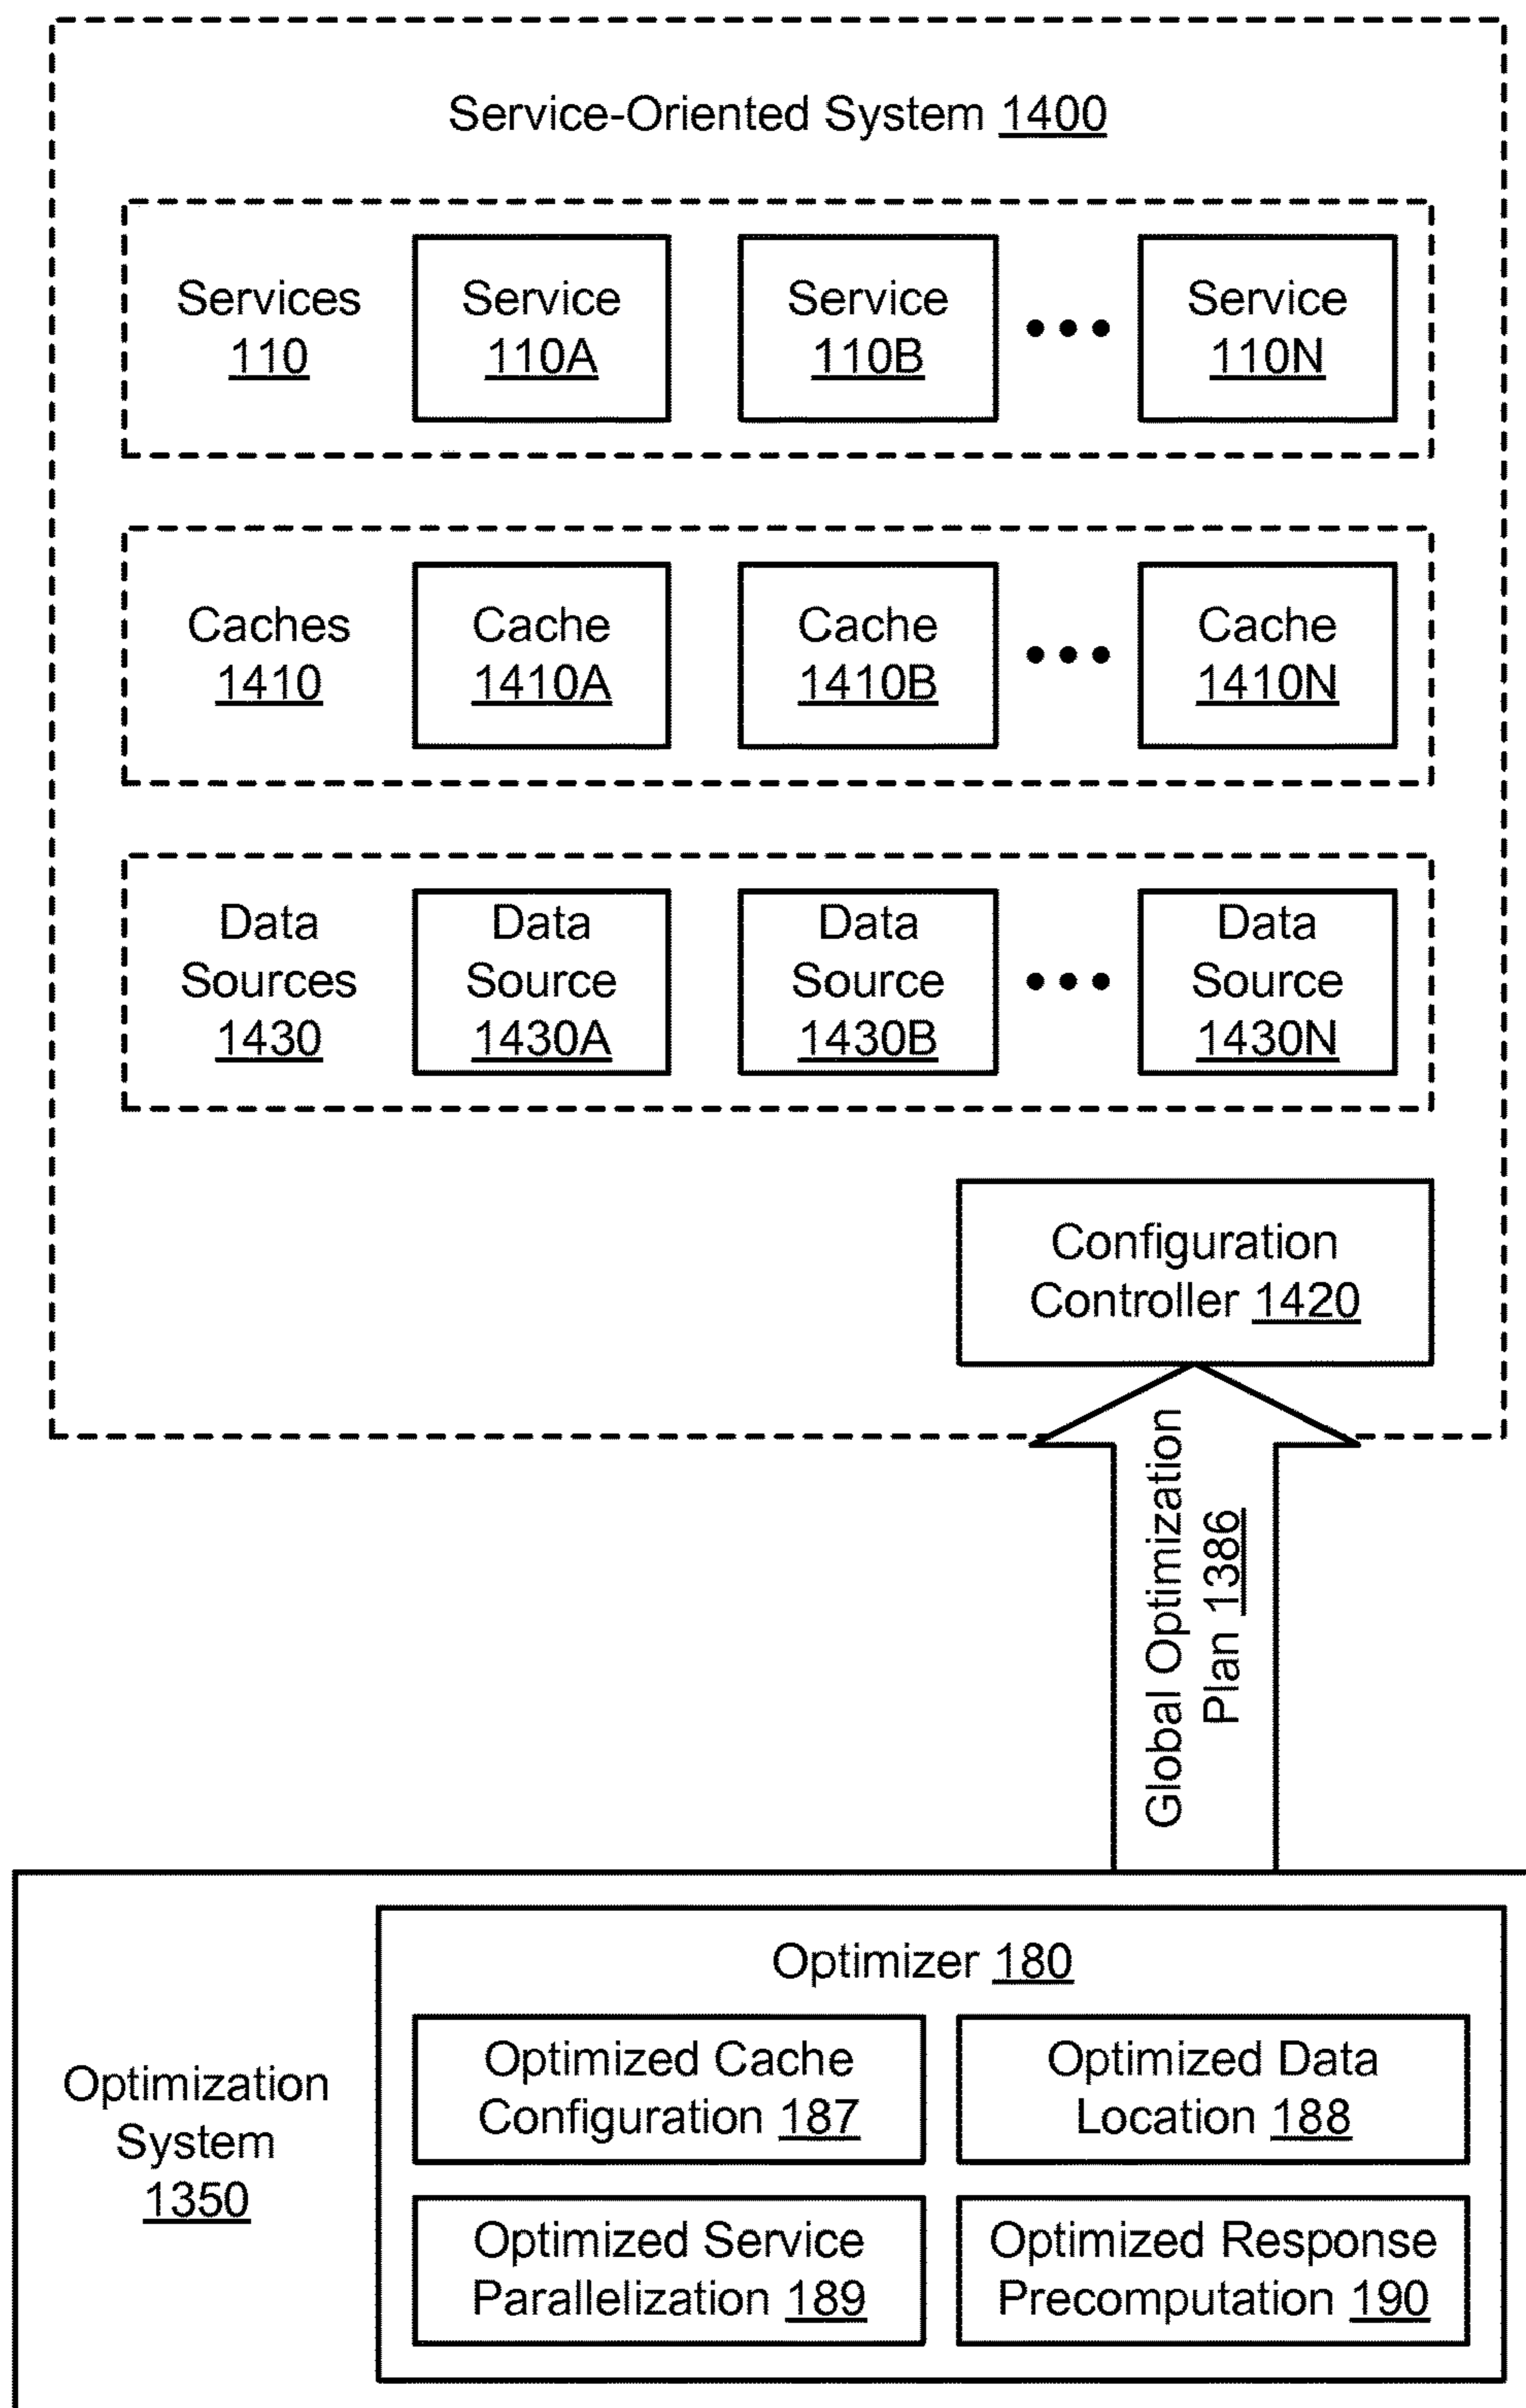 Service-Oriented System 1400
Services
110
Service
110A
Service
110B
Service
110N
Caches
1410
Cache
1410A
Cache
1410B
Cache
1410N
Data
Sources
1430
Data
Source
1430A
Data
Source
1430B
Data
Source
1430N
Configuration
Controller 1420
Global Optimization
Plan 1386
Optimization
System
1350
Optimizer 180
Optimized Cache
Configuration 187
Optimized Data
Location 188
Optimized Service
Parallelization 189
Optimized Response
Precomputation 190